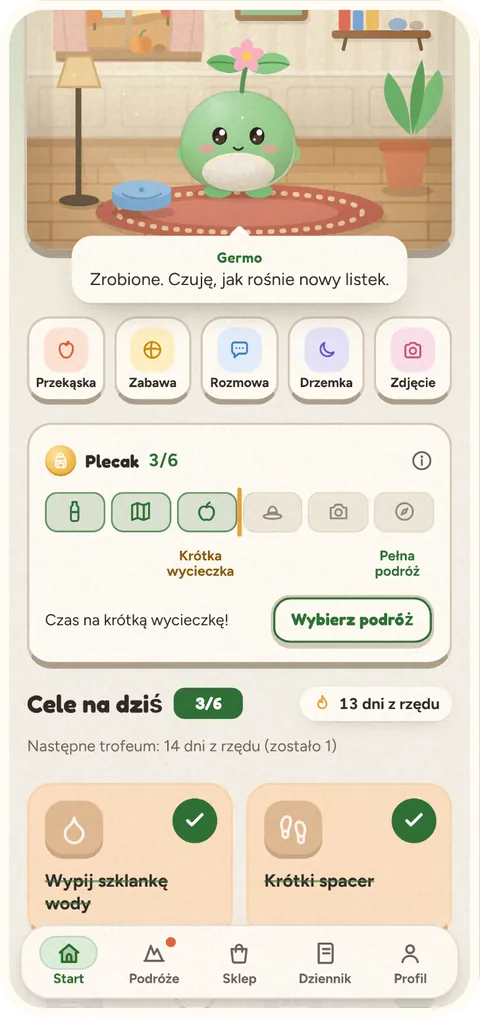 Germo
Zrobione. Czuję, jak rośnie nowy listek.
Przekąska
Zabawa
Rozmowa
Drzemka
Zdjęcie
Plecak 3/6
Krótka
wycieczka
Pełna
podróż
Czas na krótką wycieczkę!
Wybierz podróż
Cele na dziś 3/6
13 dni z rzędu
Następne trofeum: 14 dni z rzędu (zostało 1)
Wypij szklankę
wody
Krótki spacer
Start
Podróże
Sklep
Dziennik
Profil